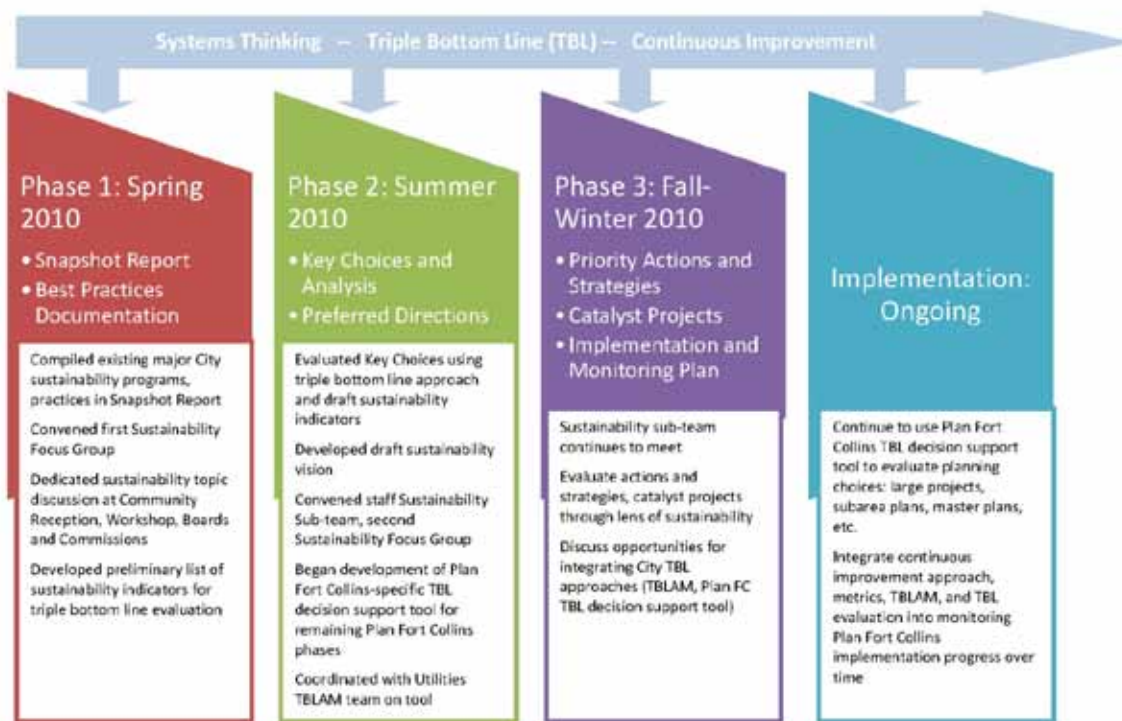 Systems Thinking -- Triple Bottom Line (TBL) -- Continuous Improvement
Phase 1: Spring
2010
• Snapshot Report
• Best Practices
Documentation
Compiled existing major City
sustainability programs,
practices in Snapshot Report
Convened first Sustainability
Focus Group
Dedicated sustainability topic
discussion at Community
Reception, Workshop, Boards
and Commissions
Developed preliminary list of
sustainability indicators for
triple bottom line evaluation
Phase 2: Summer
2010
• Key Choices and
Analysis
• Preferred Directions
Evaluated Key Choices using
triple bottom line approach
and draft sustainability
indicators
Developed draft sustainability
vision
Convened staff Sustainability
Sub-team, second
Sustainability Focus Group
Began development of Plan
Fort Collins-specific TBL
decision support tool for
remaining Plan Fort Collins
phases
Coordinated with Utilities
TBLAM team on tool
Phase 3: Fall-
Winter 2010
• Priority Actions and
Strategies
• Catalyst Projects
• Implementation and
Monitoring Plan
Sustainability sub-team
continues to meet
Evaluate actions and
strategies, catalyst projects
through lens of sustainability
Discuss opportunities for
integrating City TBL
approaches (TBLAM, Plan FC
TBL decision support tool)
Implementation:
Ongoing
Continue to use Plan Fort
Collins TBL decision support
tool to evaluate planning
choices: large projects,
subarea plans, master plans,
etc.
Integrate continuous
improvement approach,
metrics, TBLAM, and TBL
evaluation into monitoring
Plan Fort Collins
implementation progress over
time